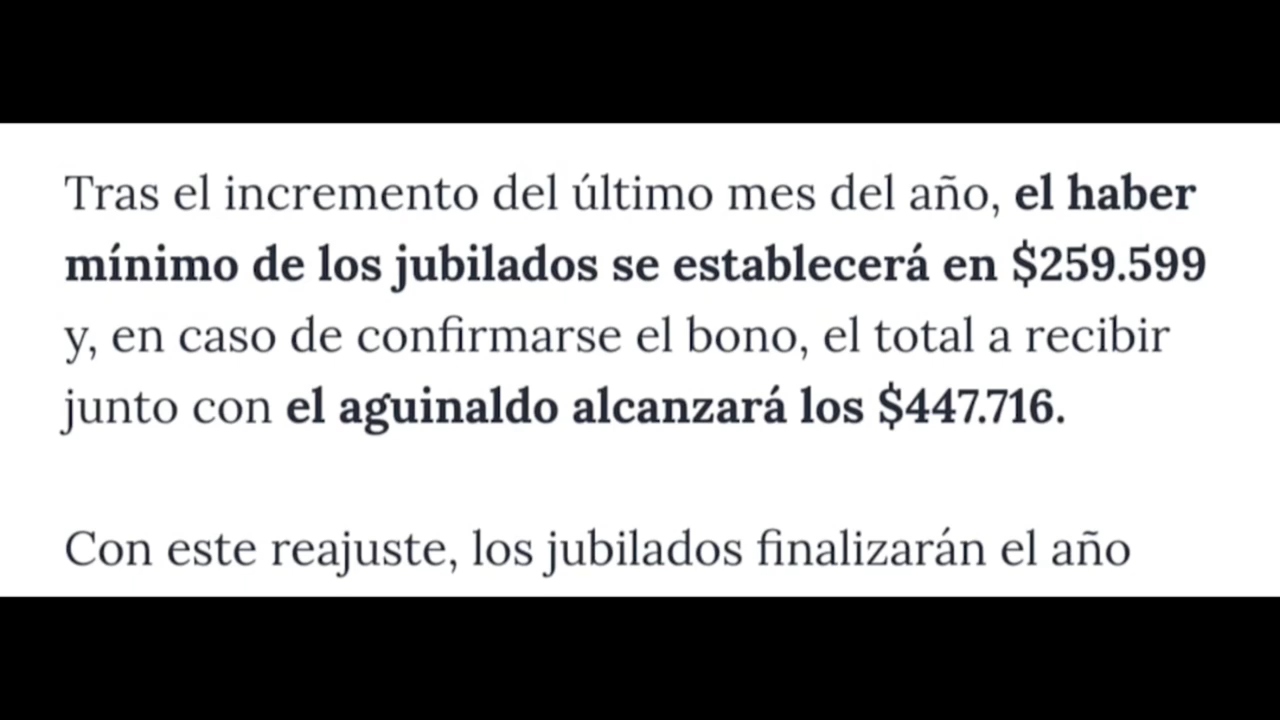 Tras el incremento del último mes del año, el haber
mínimo de los jubilados se establecerá en $259.599
y, en caso de confirmarse el bono, el total a recibir
junto con el aguinaldo alcanzará los $447.716.
Con este reajuste, los jubilados finalizarán el año